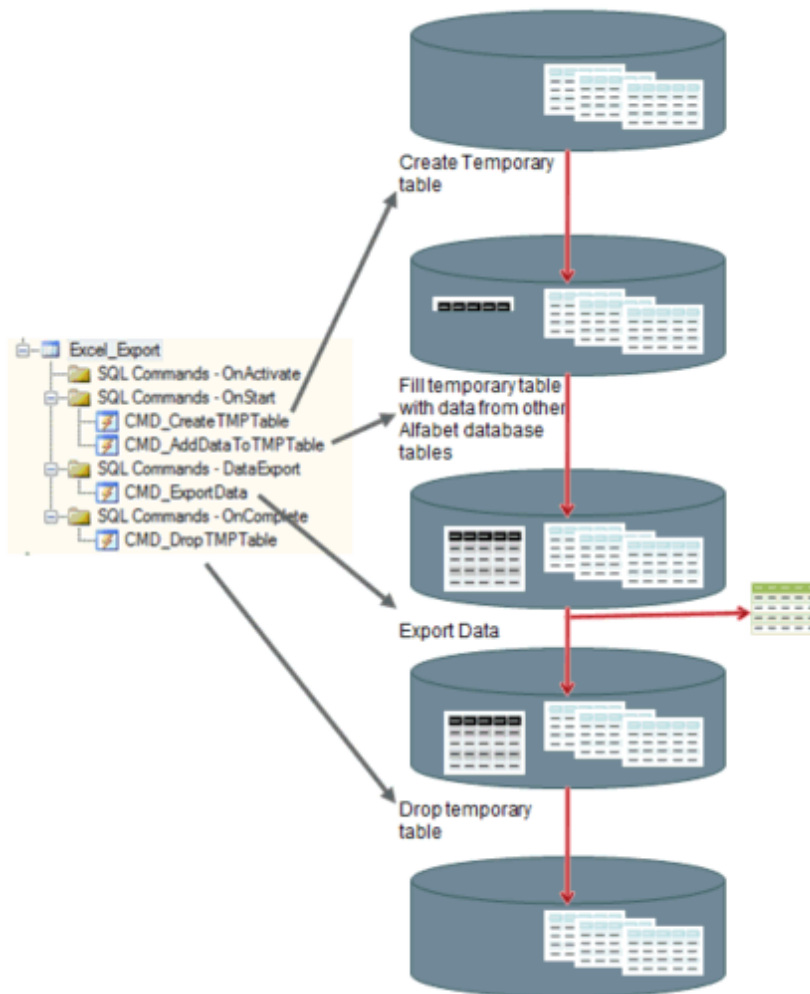 Create Temporary
table
Excel_Export
SQL Commands - OnActivate
SQL Commands - OnStart
CMD_CreateTMPTable
CMD_AddDataToTMPTable
SQL Commands - DataExport
CMD_ExportData
SQL Commands - OnComplete
CMD_DropTMPTable
Fill temporary table
with data from other
Alfabet database
tables
Export Data
Drop temporary
table